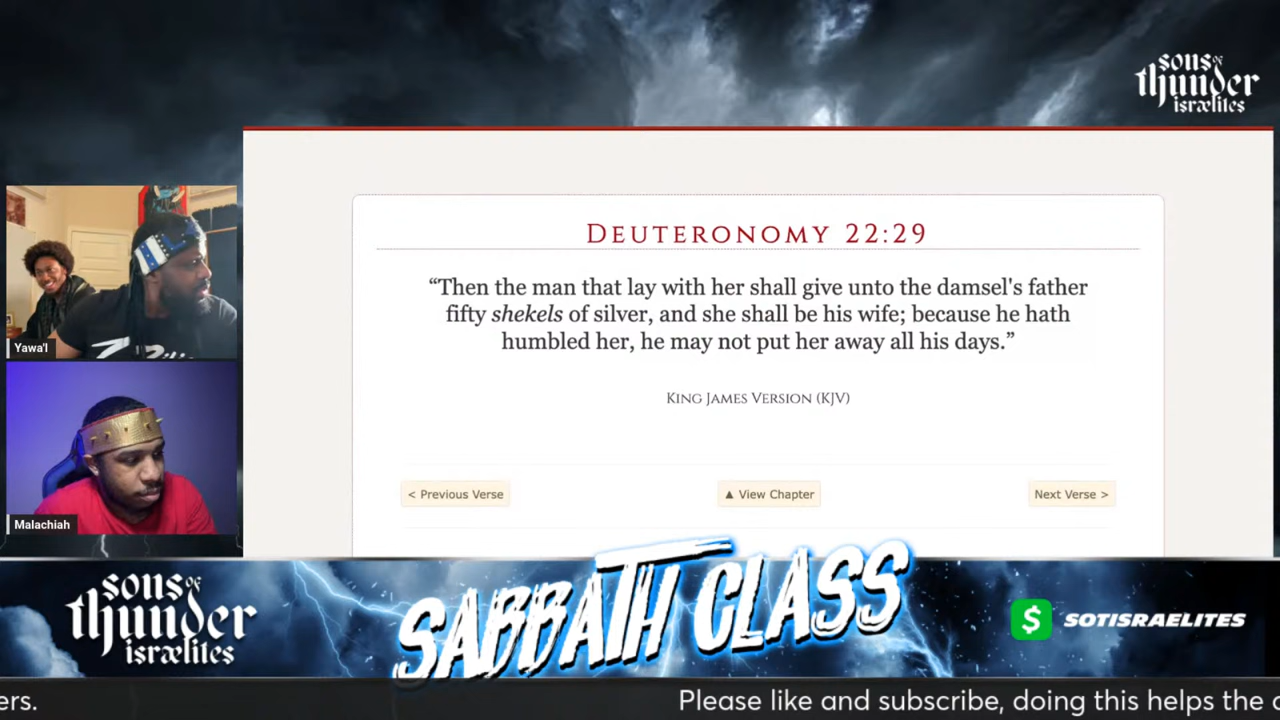 sons of
thunder
israelites
DEUTERONOMY 22:29
“Then the man that lay with her shall give unto the damsel's father
fifty shekels of silver, and she shall be his wife; because he hath
humbled her, he may not put her away all his days.”
KING JAMES VERSION (KJV)
< Previous Verse
▲ View Chapter
Next Verse >
Yawa'l
Malachiah
sons of
thunder
israelites
SABBATH CLASS
$ SOTISRAELITES
ers.
Please like and subscribe, doing this helps the